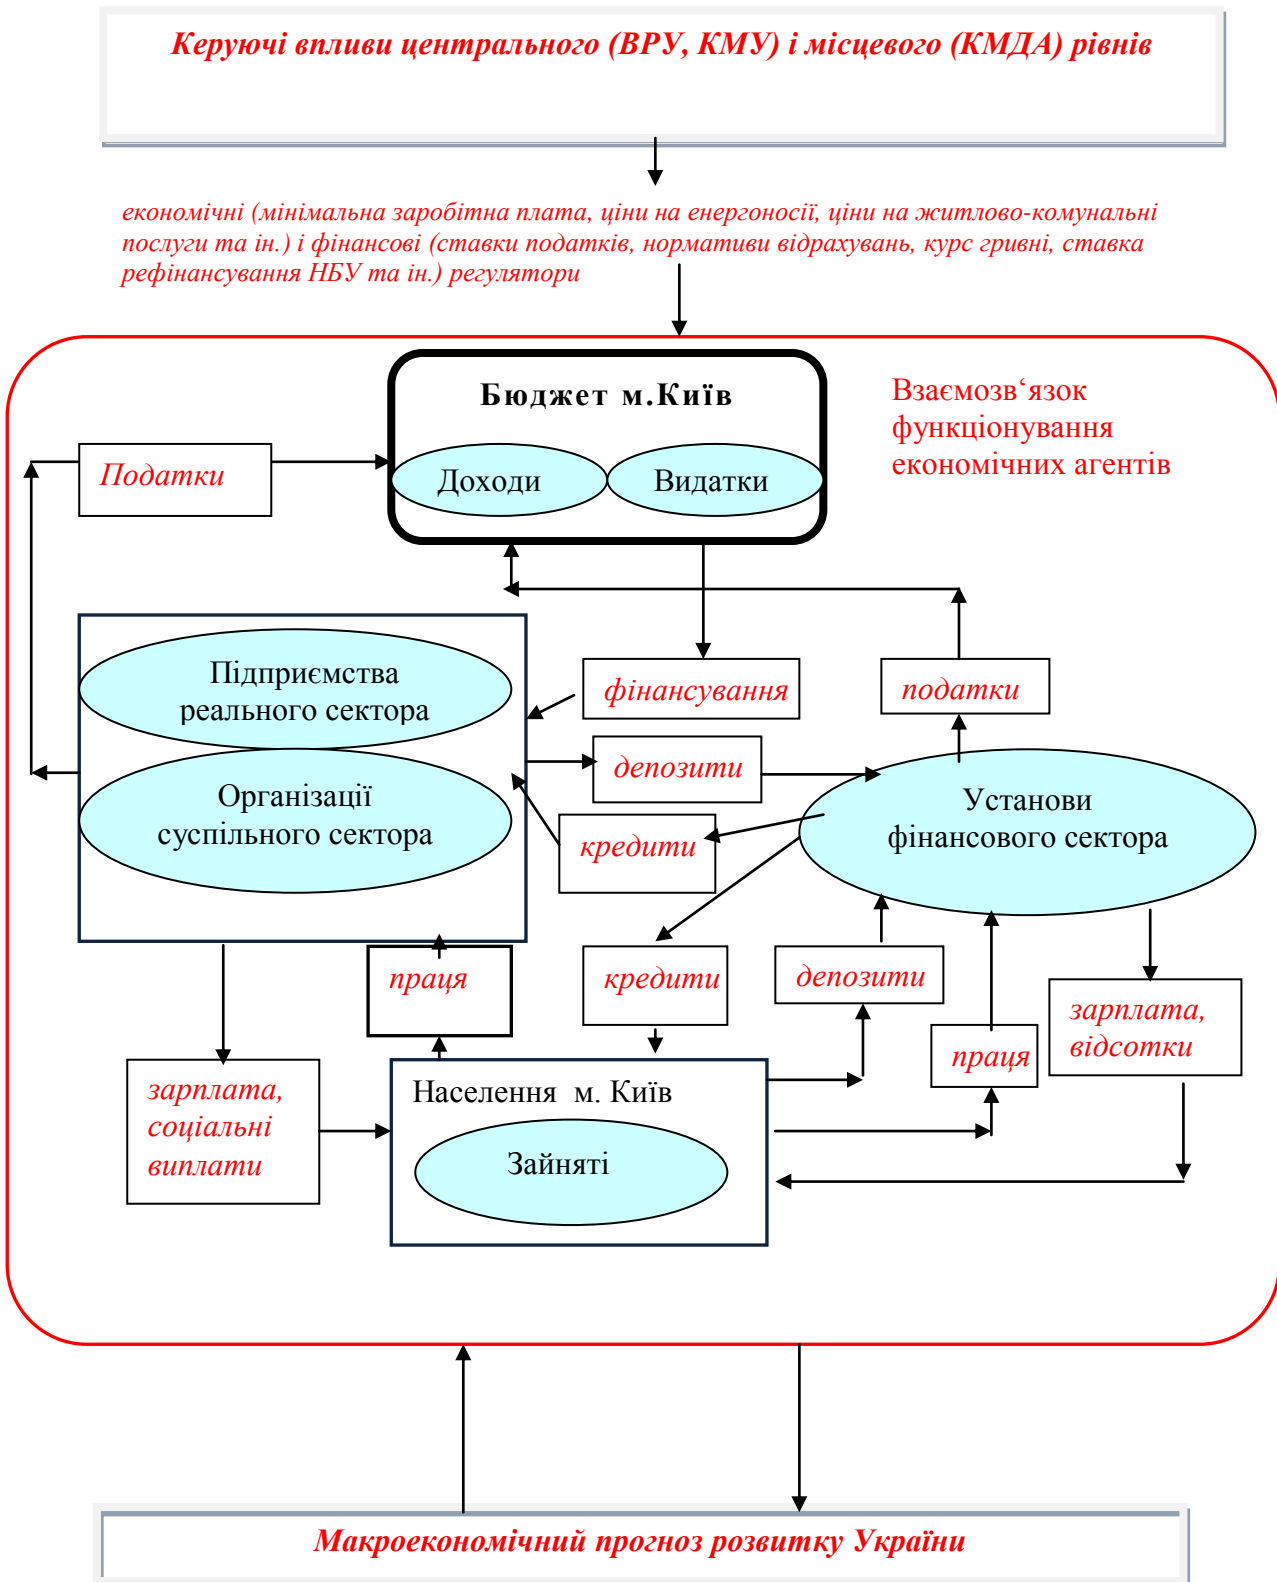 Керуючі впливи центрального (ВРУ, КМУ) і місцевого (КМДА) рівнів
економічні (мінімальна заробітна плата, ціни на енергоносії, ціни на житлово-комунальні
послуги та ін.) і фінансові (ставки податків, нормативи відрахувань, курс гривні, ставка
рефінансування НБУ та ін.) регулятори
Бюджет м.Київ
Взаємозв‘язок
функціонування
економічних агентів
Податки
Доходи
Видатки
Підприємства
реального сектора
фінансування
податки
депозити
Організації
суспільного сектора
Установи
фінансового сектора
кредити
праця
кредити
депозити
зарплата,
відсотки
праця
зарплата,
соціальні
виплати
Населення м. Київ
Зайняті
Макроекономічний прогноз розвитку України